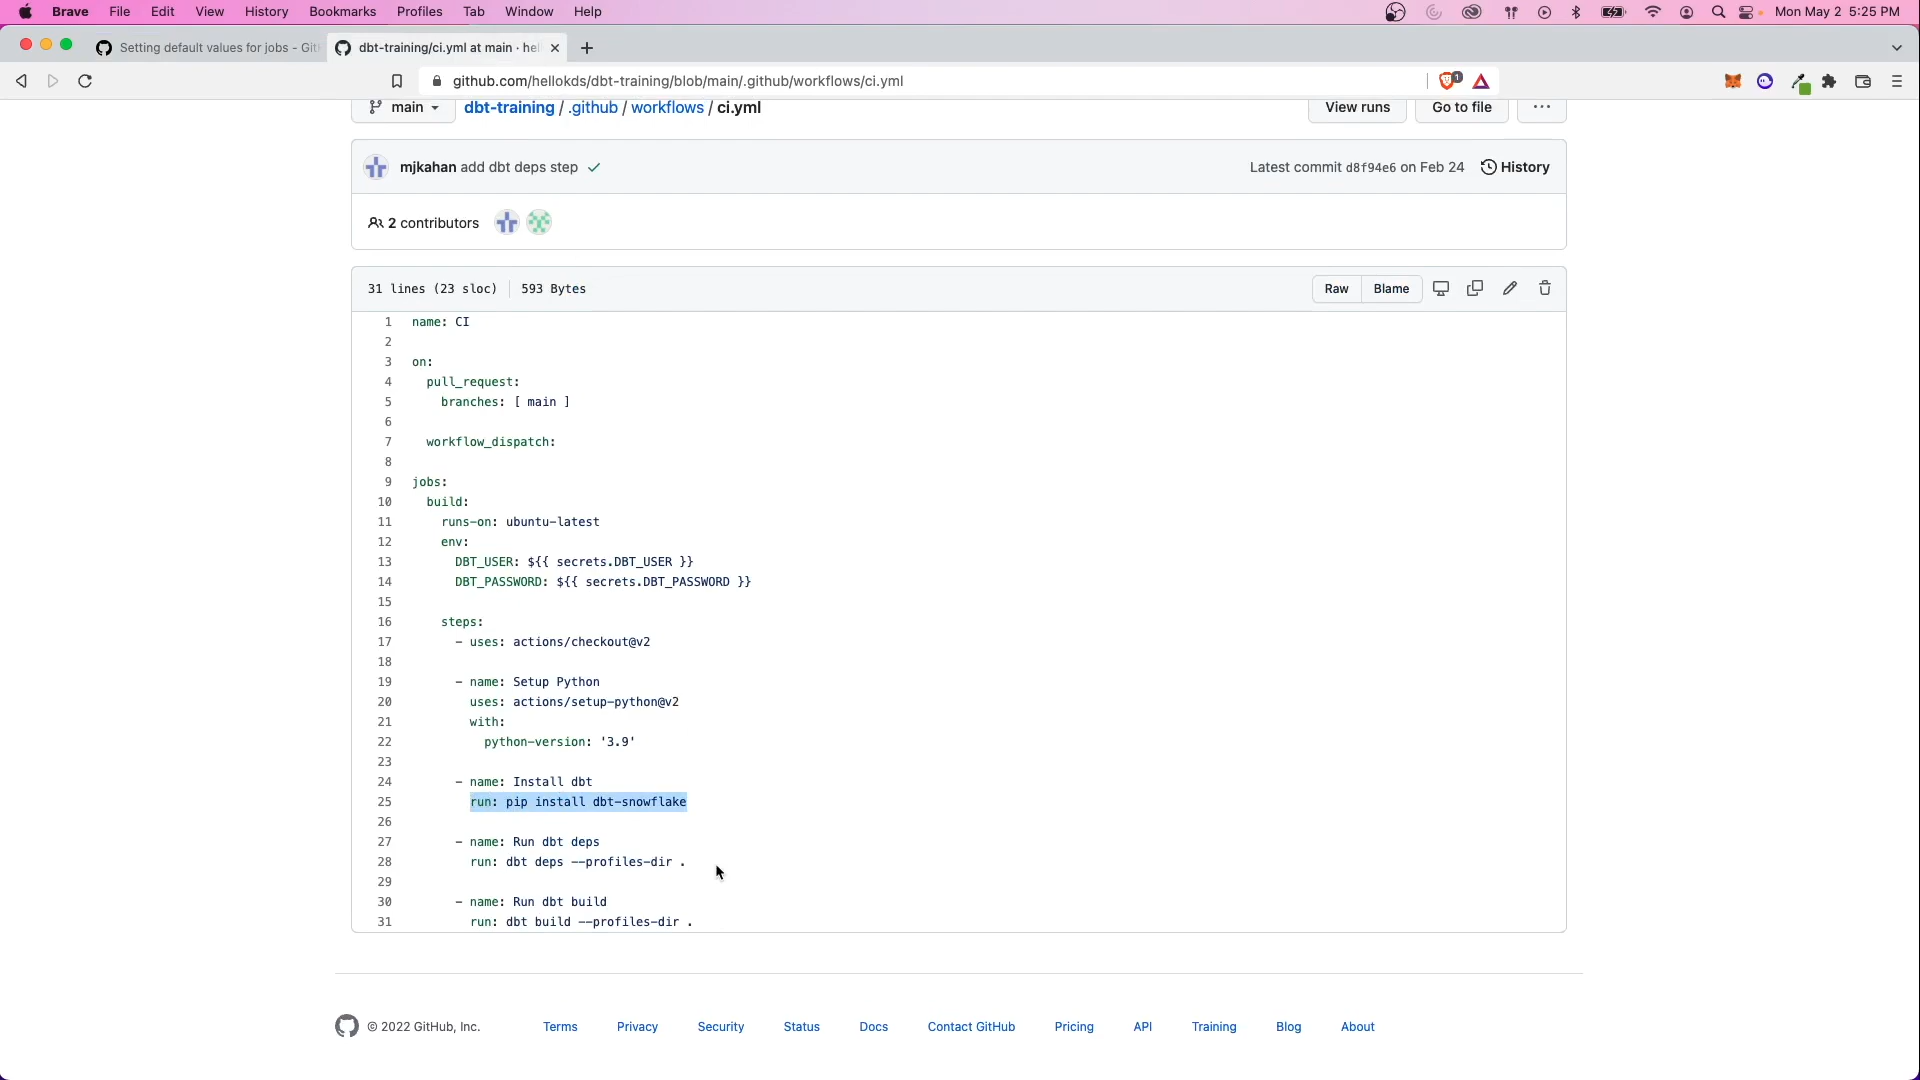 Brave File Edit View History Bookmarks Profiles Tab Window Help Mon May 2 5:25 PM
Setting default values for jobs - Git
dbt-training/ci.yml at main · hel
github.com/hellokds/dbt-training/blob/main/.github/workflows/ci.yml
1
main dbt-training / .github / workflows / ci.yml View runs Go to file ...
mjkahan add dbt deps step Latest commit d8f94e6 on Feb 24 History
2 contributors
31 lines (23 sloc) 593 Bytes Raw Blame
1 name: CI
2
3 on:
4 pull_request:
5 branches: [ main ]
6
7 workflow_dispatch:
8
9 jobs:
10 build:
11 runs-on: ubuntu-latest
12 env:
13 DBT_USER: ${{ secrets.DBT_USER }}
14 DBT_PASSWORD: ${{ secrets.DBT_PASSWORD }}
15
16 steps:
17 - uses: actions/checkout@v2
18
19 - name: Setup Python
20 uses: actions/setup-python@v2
21 with:
22 python-version: '3.9'
23
24 - name: Install dbt
25 run: pip install dbt-snowflake
26
27 - name: Run dbt deps
28 run: dbt deps --profiles-dir .
29
30 - name: Run dbt build
31 run: dbt build --profiles-dir .
© 2022 GitHub, Inc. Terms Privacy Security Status Docs Contact GitHub Pricing API Training Blog About